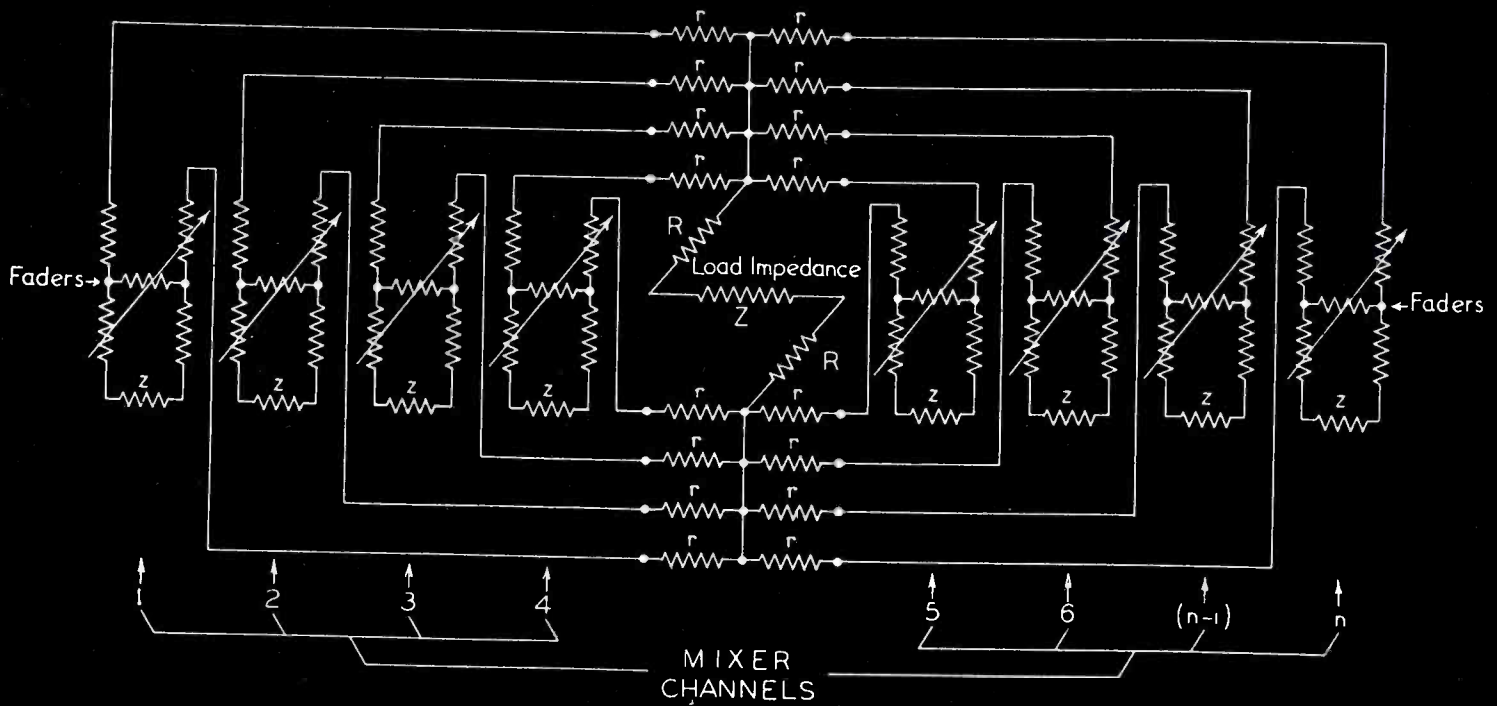 r r
r r
r r
r r
R
Load Impedance
Z
R
Faders
Faders
z z z z z z z z
r r
r r
r r
r r
1 2 3 4 5 6 (n-1) n
MIXER
CHANNELS